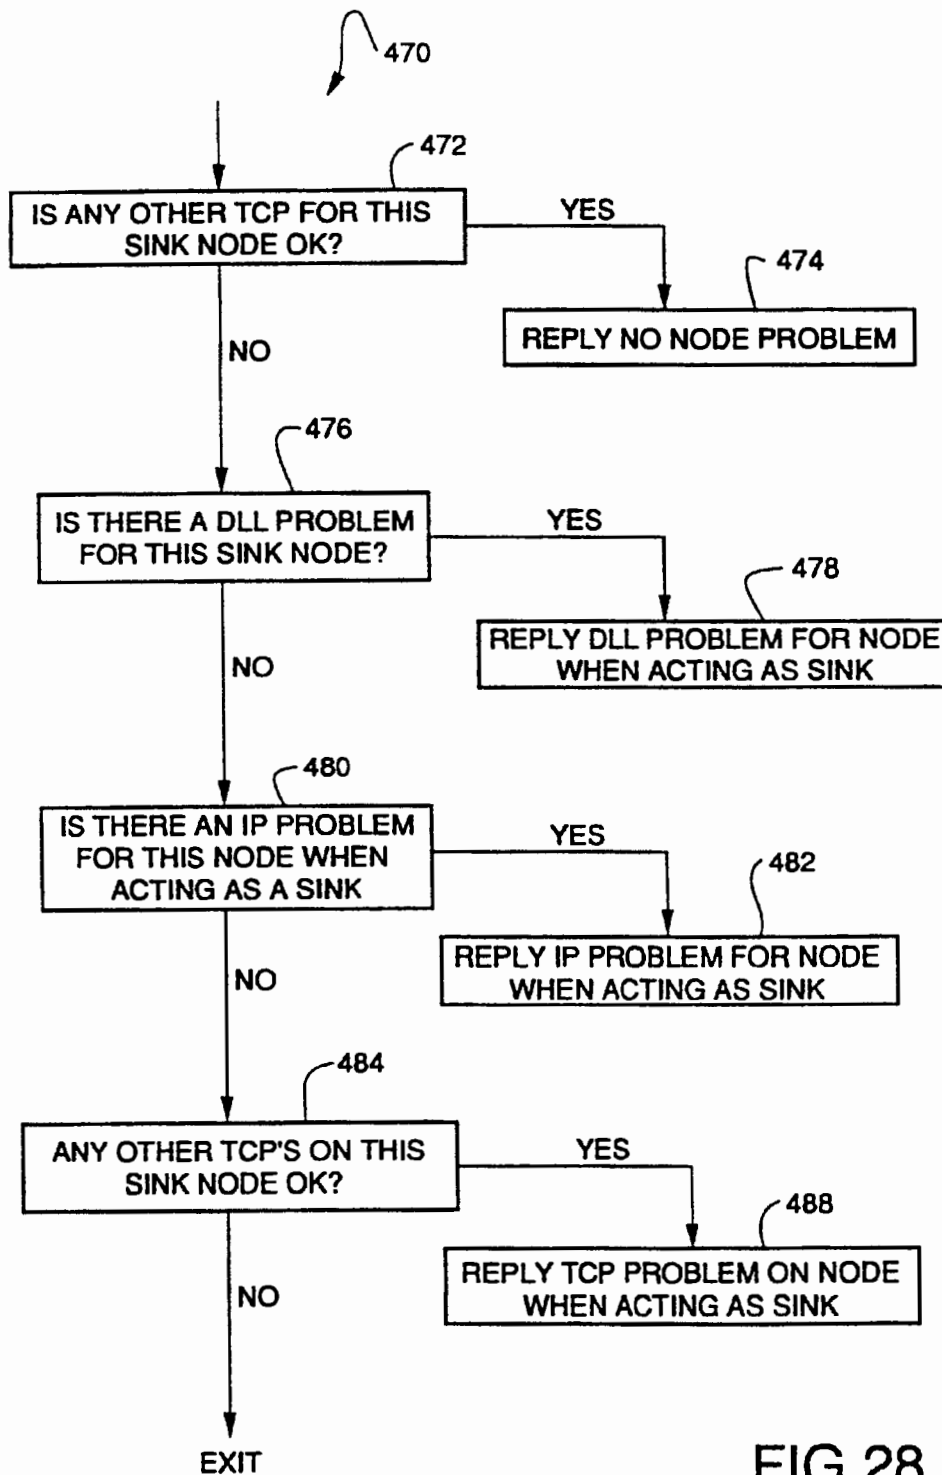 470
472
IS ANY OTHER TCP FOR THIS
SINK NODE OK?
YES
474
REPLY NO NODE PROBLEM
NO
476
IS THERE A DLL PROBLEM
FOR THIS SINK NODE?
YES
478
REPLY DLL PROBLEM FOR NODE
WHEN ACTING AS SINK
NO
480
IS THERE AN IP PROBLEM
FOR THIS NODE WHEN
ACTING AS A SINK
YES
482
REPLY IP PROBLEM FOR NODE
WHEN ACTING AS SINK
NO
484
ANY OTHER TCP'S ON THIS
SINK NODE OK?
YES
488
REPLY TCP PROBLEM ON NODE
WHEN ACTING AS SINK
NO
EXIT
FIG 28